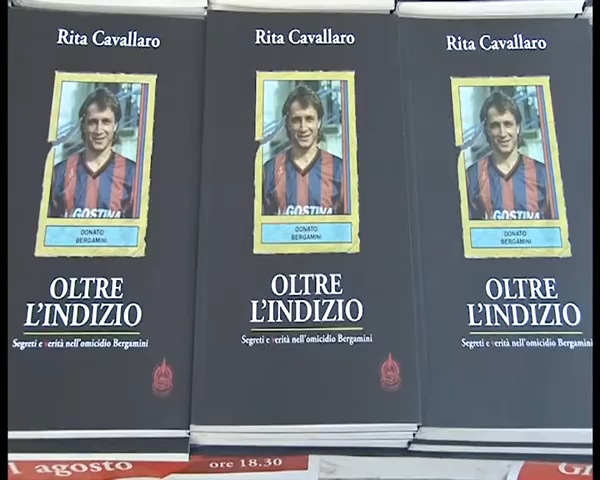 Rita Cavallaro
GOSTINA
DONATO
BERGAMINI
OLTRE
L'INDIZIO
Segreti e verità nell'omicidio Bergamini
Rita Cavallaro
GOSTINA
DONATO
BERGAMINI
OLTRE
L'INDIZIO
Segreti e verità nell'omicidio Bergamini
Rita Cavallaro
GOSTINA
DONATO
BERGAMINI
OLTRE
L'INDIZIO
Segreti e verità nell'omicidio Bergamini
1 agosto
ore 18.30